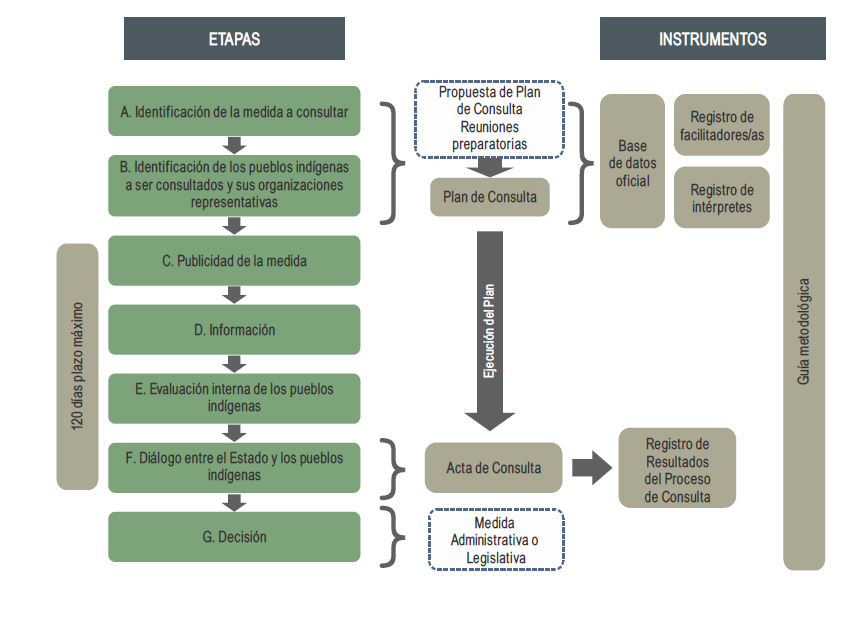 ETAPAS
INSTRUMENTOS
A. Identificación de la medida a consultar
B. Identificación de los pueblos indígenas
a ser consultados y sus organizaciones
representativas
C. Publicidad de la medida
D. Información
E. Evaluación interna de los pueblos
indígenas
F. Diálogo entre el Estado y los pueblos
indígenas
G. Decisión
120 días plazo máximo
Propuesta de Plan
de Consulta
Reuniones
preparatorias
Plan de Consulta
Ejecución del Plan
Acta de Consulta
Medida
Administrativa o
Legislativa
Base
de datos
oficial
Registro de
facilitadores/as
Registro de
intérpretes
Registro de
Resultados
del Proceso
de Consulta
Guía metodológica